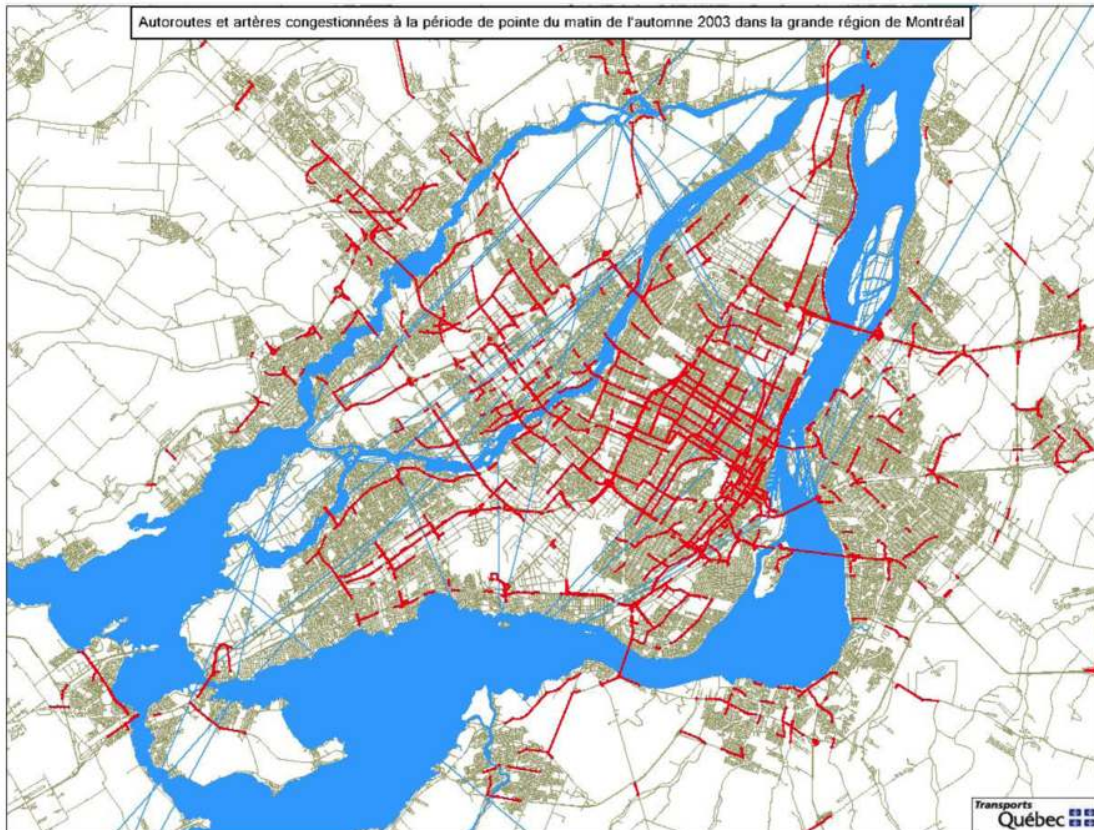 Autoroutes et artères congestionnées à la période de pointe du matin de l'automne 2003 dans la grande région de Montréal
Transports
Québec